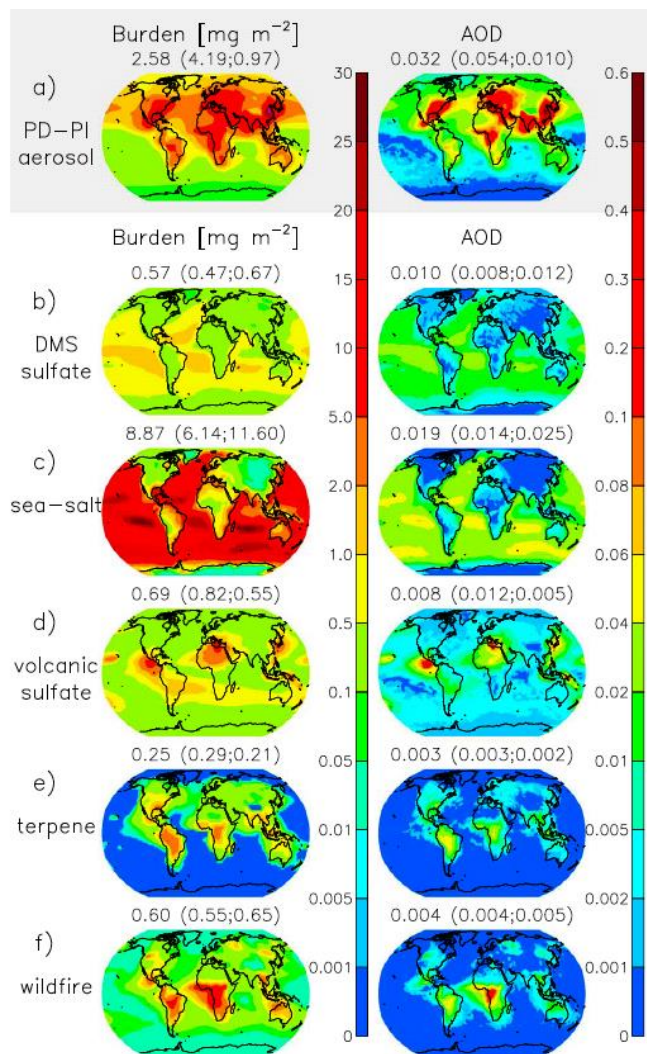 Burden [mg m⁻²] AOD
2.58 (4.19;0.97) 0.032 (0.054;0.010)
a)
PD-PI
aerosol
30
25
20
15
10
5.0
2.0
1.0
0.5
0.1
0.05
0.01
0.005
0.001
0
0.6
0.5
0.4
0.3
0.2
0.1
0.08
0.06
0.04
0.02
0.01
0.005
0.002
0.001
0
Burden [mg m⁻²] AOD
0.57 (0.47;0.67) 0.010 (0.008;0.012)
b)
DMS
sulfate
8.87 (6.14;11.60) 0.019 (0.014;0.025)
c)
sea-salt
0.69 (0.82;0.55) 0.008 (0.012;0.005)
d)
volcanic
sulfate
0.25 (0.29;0.21) 0.003 (0.003;0.002)
e)
terpene
0.60 (0.55;0.65) 0.004 (0.004;0.005)
f)
wildfire